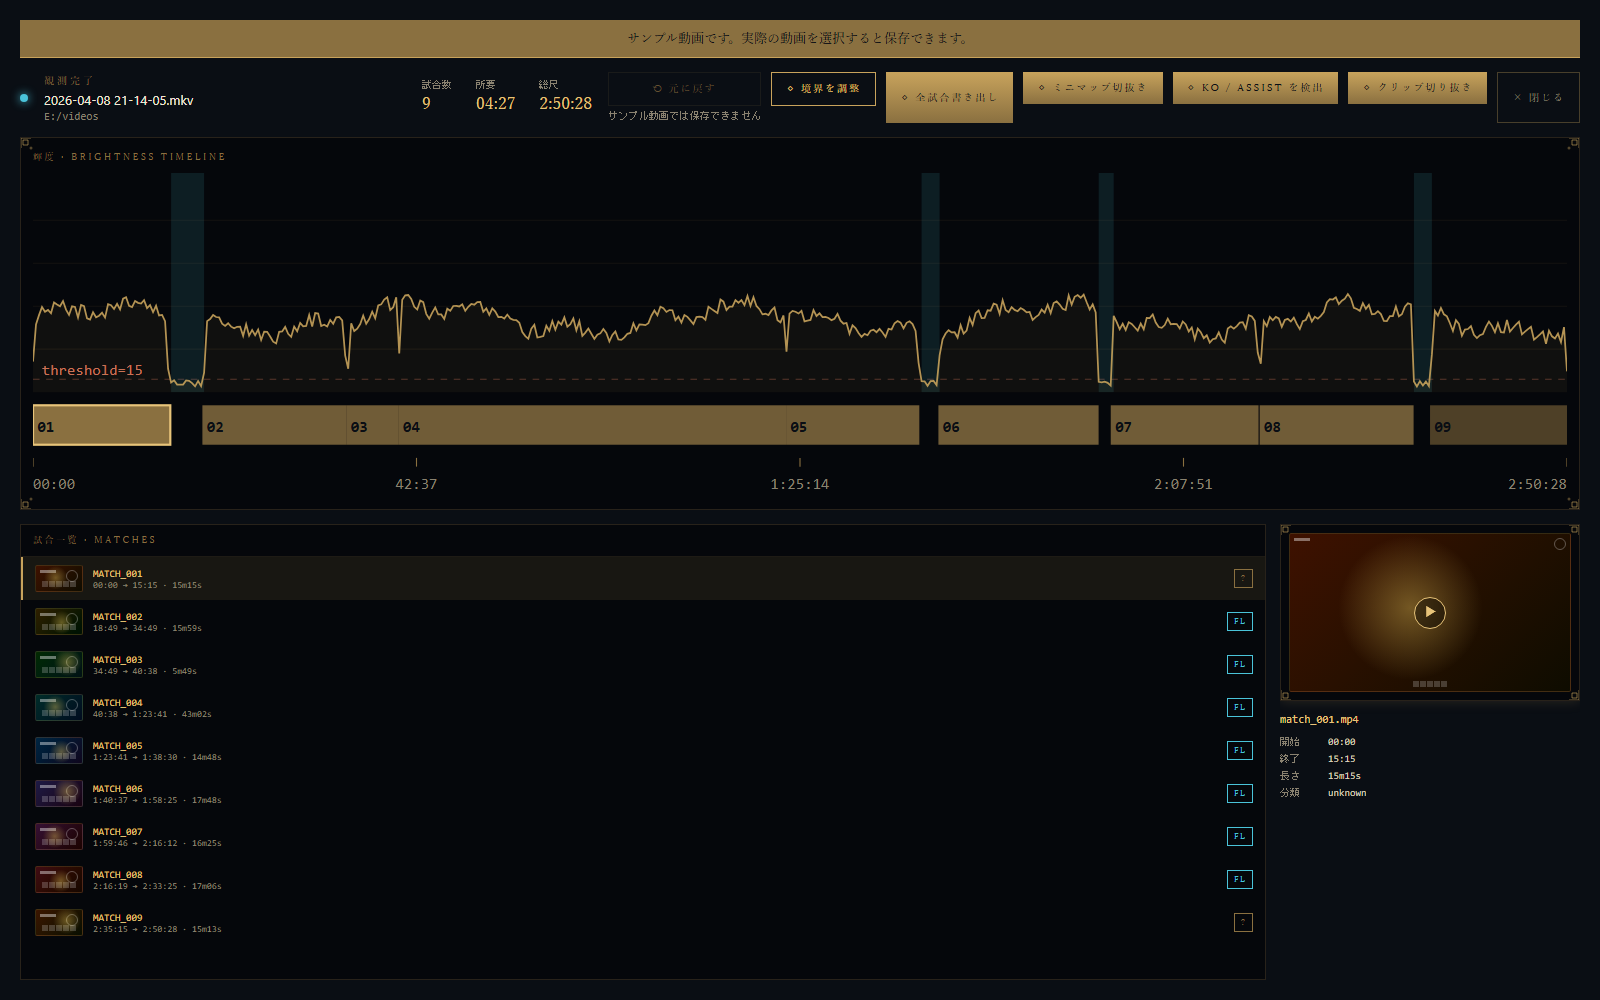 サンプル動画です。実際の動画を選択すると保存できます。
観測完了
2026-04-08 21-14-05.mkv
E:/videos
試合数
9
所要
04:27
総尺
2:50:28
元に戻す
サンプル動画では保存できません
境界を調整
全試合書き出し
ミニマップ切抜き
KO / ASSIST を検出
クリップ切り抜き
× 閉じる
輝度 · BRIGHTNESS TIMELINE
threshold=15
01 02 03 04 05 06 07 08 09
00:00 42:37 1:25:14 2:07:51 2:50:28
試合一覧 · MATCHES
MATCH_001
00:00 → 15:15 · 15m15s
?
MATCH_002
18:49 → 34:49 · 15m59s
FL
MATCH_003
34:49 → 40:38 · 5m49s
FL
MATCH_004
40:38 → 1:23:41 · 43m02s
FL
MATCH_005
1:23:41 → 1:38:30 · 14m48s
FL
MATCH_006
1:40:37 → 1:58:25 · 17m48s
FL
MATCH_007
1:59:46 → 2:16:12 · 16m25s
FL
MATCH_008
2:16:19 → 2:33:25 · 17m06s
FL
MATCH_009
2:35:15 → 2:50:28 · 15m13s
?
match_001.mp4
開始 00:00
終了 15:15
長さ 15m15s
分類 unknown